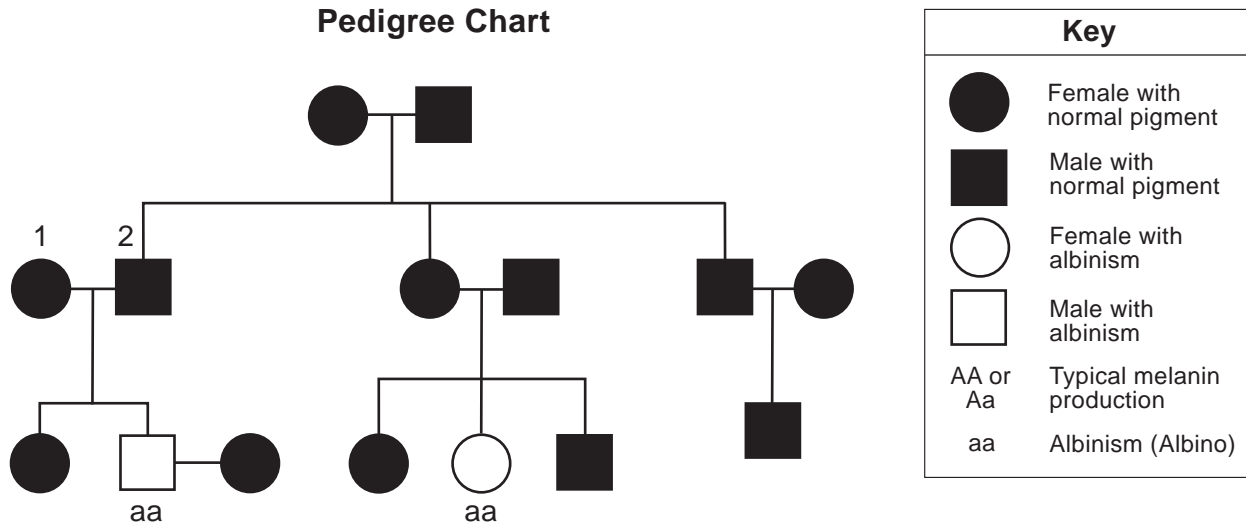 Pedigree Chart
1
2
aa
aa
Key
Female with
normal pigment
Male with
normal pigment
Female with
albinism
Male with
albinism
AA or
Aa
Typical melanin
production
aa
Albinism (Albino)